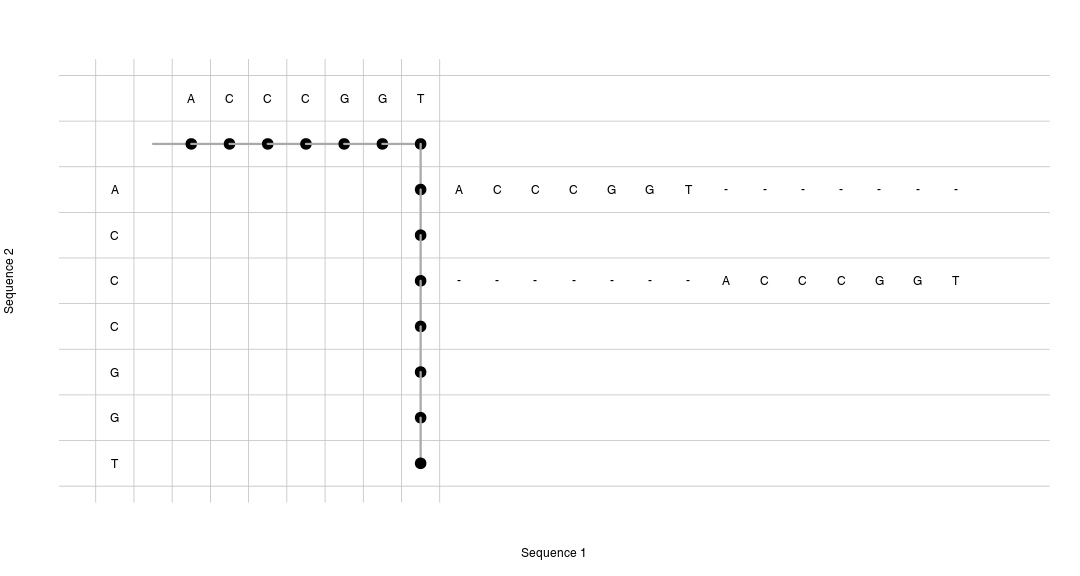 A C C C G G T
A A C C C G G T - - - - - - -
C
C - - - - - - - A C C C G G T
C
G
G
T
Sequence 2
Sequence 1